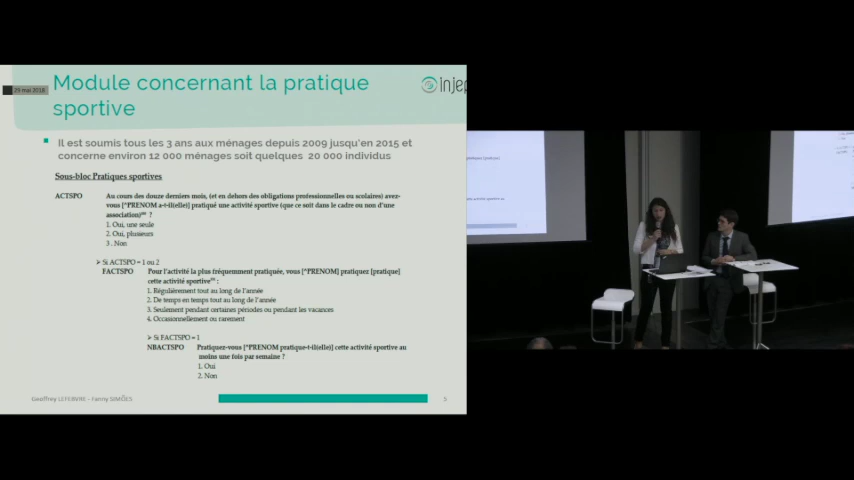 Module concernant la pratique
sportive
25 mai 2018
injep
Il est soumis tous les 3 ans aux ménages depuis 2009 jusqu'en 2015 et
concerne environ 12 000 ménages soit quelques 20 000 individus
Sous-bloc Pratiques sportives
ACTSPO Au cours des douze derniers mois, (et en dehors des obligations professionnelles ou scolaires) avez-
vous [^PRENOM a-t-il(elle)] pratiqué une activité sportive (que ce soit dans le cadre ou non d'une
association) ?
1. Oui, une seule
2. Oui, plusieurs
3 . Non
➢ Si ACTSPO = 1 ou 2
FACTSPO Pour l'activité la plus fréquemment pratiquée, vous [^PRENOM] pratiquez [pratique]
cette activité sportive :
1. Régulièrement tout au long de l'année
2. De temps en temps tout au long de l'année
3. Seulement pendant certaines périodes ou pendant les vacances
4. Occasionnellement ou rarement
➢ Si FACTSPO = 1
NBACTSPO Pratiquez-vous [^PRENOM pratique-t-il(elle)] cette activité sportive au
moins une fois par semaine ?
1. Oui
2. Non
Geoffrey LEFEBVRE - Fanny SIMÕES
5